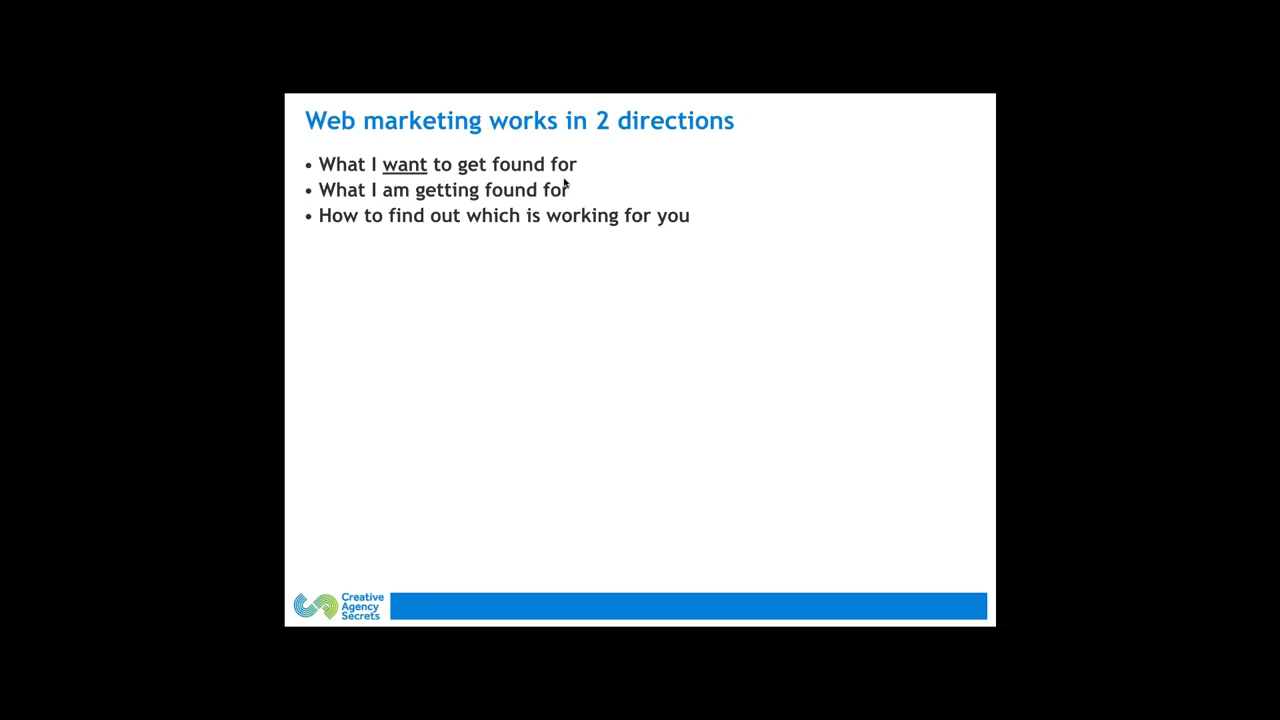 Web marketing works in 2 directions
• What I want to get found for
• What I am getting found for
• How to find out which is working for you
Creative
Agency
Secrets